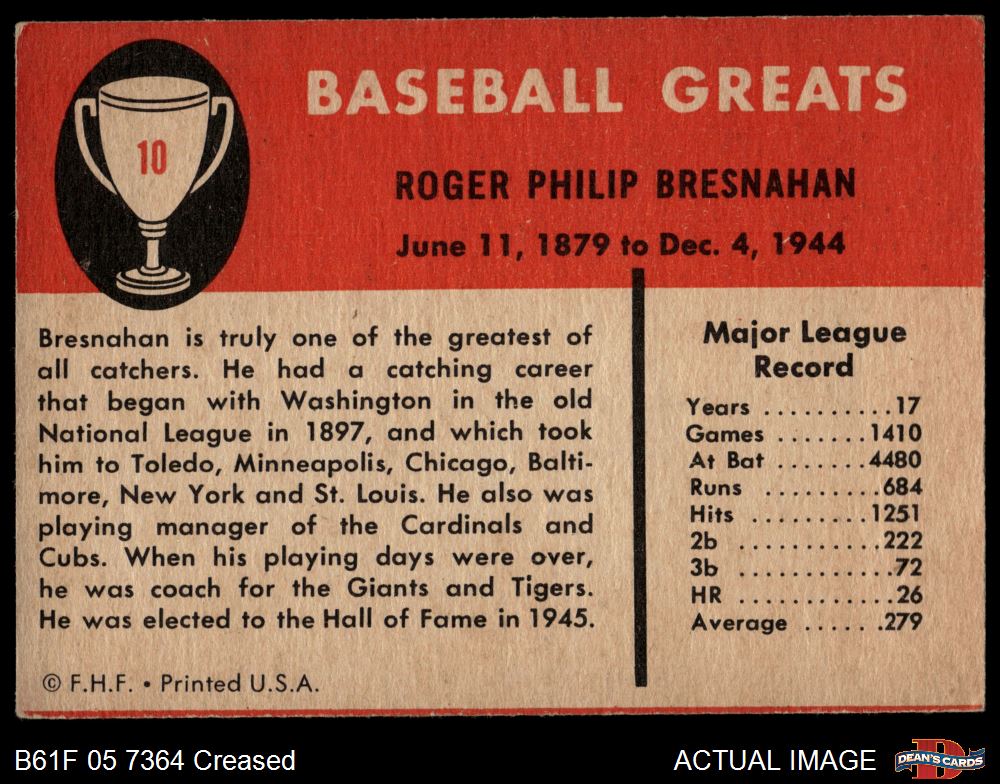 10
BASEBALL GREATS
ROGER PHILIP BRESNAHAN
June 11, 1879 to Dec. 4, 1944
Bresnahan is truly one of the greatest of
all catchers. He had a catching career
that began with Washington in the old
National League in 1897, and which took
him to Toledo, Minneapolis, Chicago, Balti-
more, New York and St. Louis. He also was
playing manager of the Cardinals and
Cubs. When his playing days were over,
he was coach for the Giants and Tigers.
He was elected to the Hall of Fame in 1945.
© F.H.F. • Printed U.S.A.
Major League
Record
Years ..........17
Games .......1410
At Bat .......4480
Runs .........684
Hits .........1251
2b ...........222
3b ............72
HR ............26
Average ......279
B61F 05 7364 Creased
ACTUAL IMAGE
D
DEAN'S CARDS